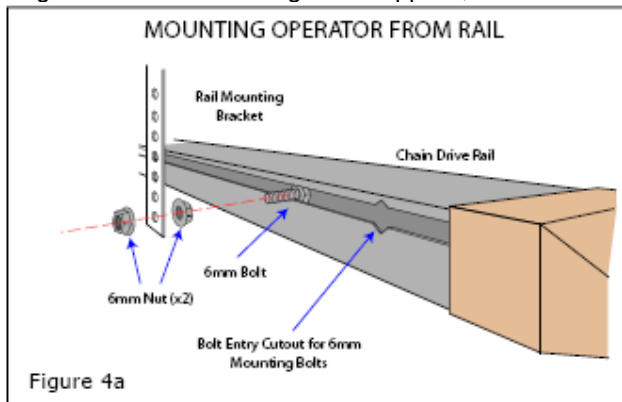 MOUNTING OPERATOR FROM RAIL
Rail Mounting
Bracket
Chain Drive Rail
6mm Bolt
6mm Nut (x2)
Bolt Entry Cutout for 6mm
Mounting Bolts
Figure 4a